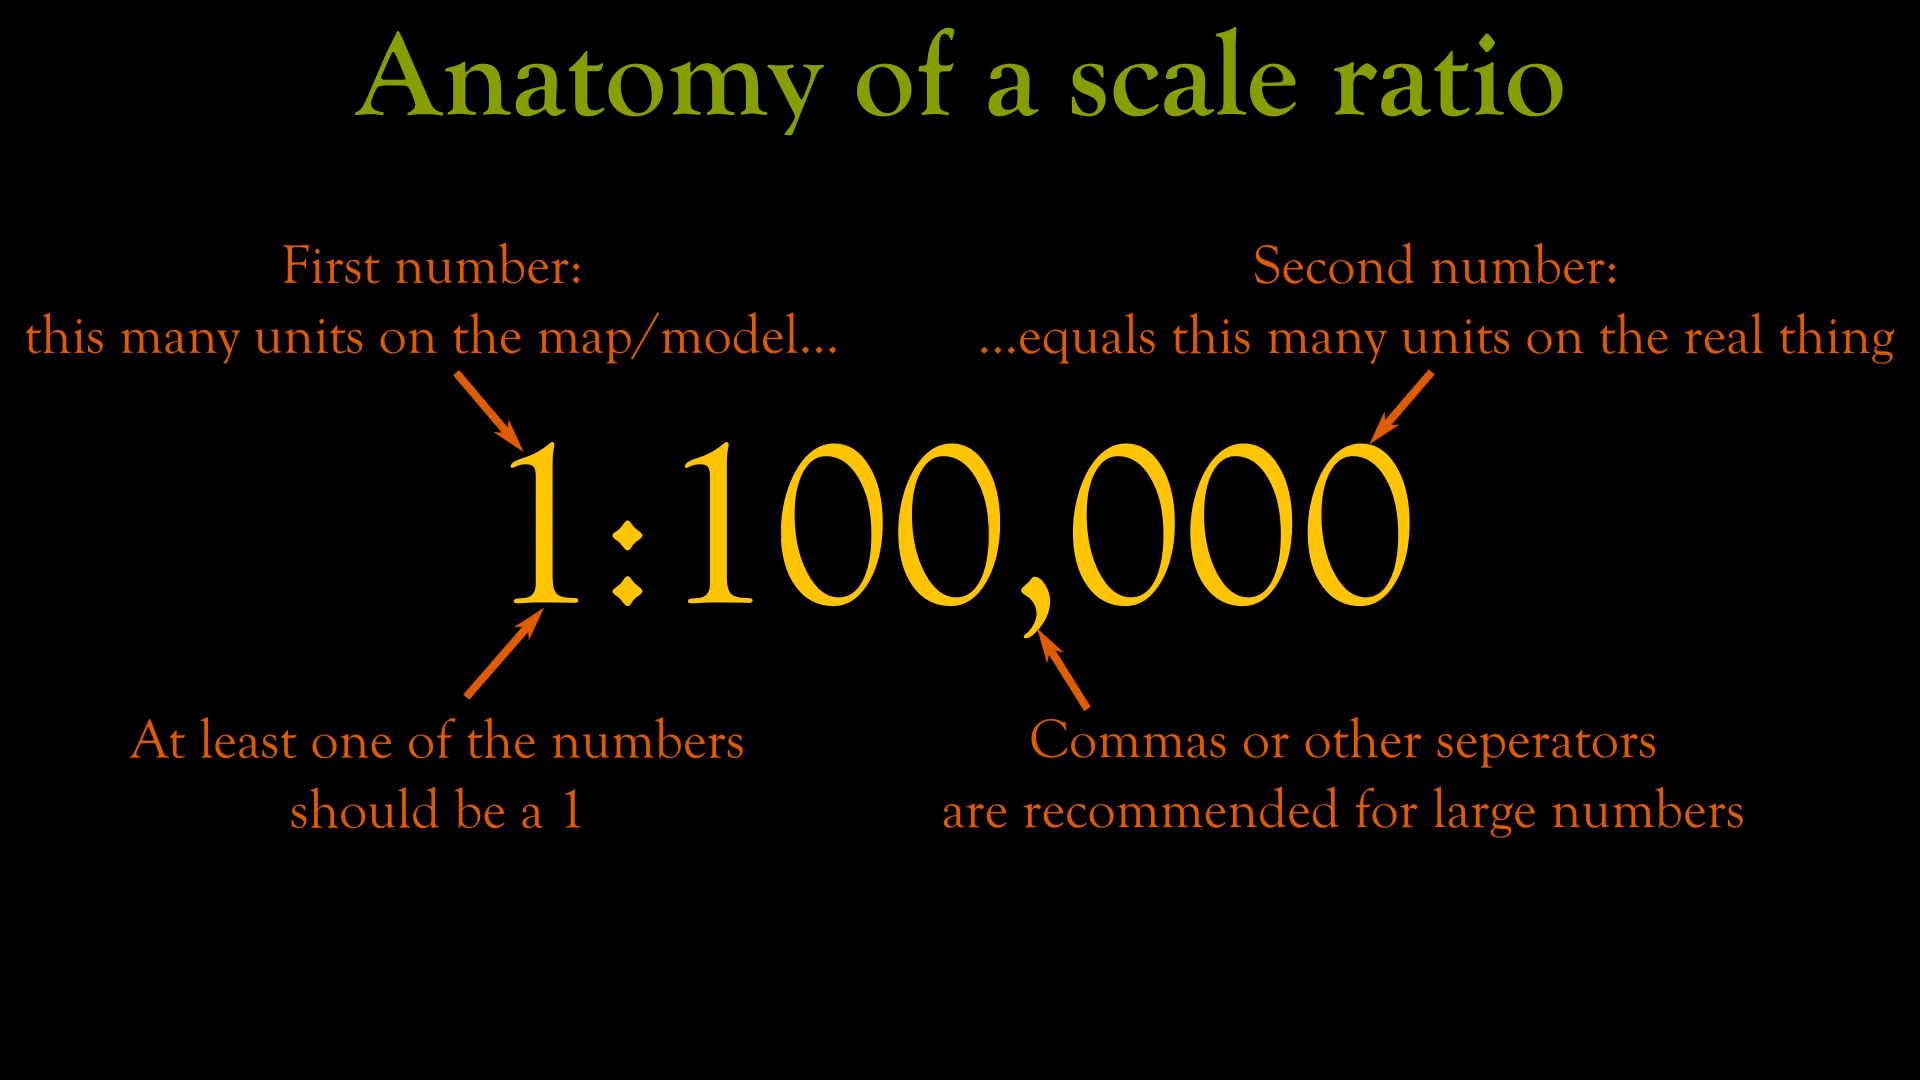 Anatomy of a scale ratio
First number:
this many units on the map/model...
Second number:
...equals this many units on the real thing
1:100,000
At least one of the numbers
should be a 1
Commas or other seperators
are recommended for large numbers